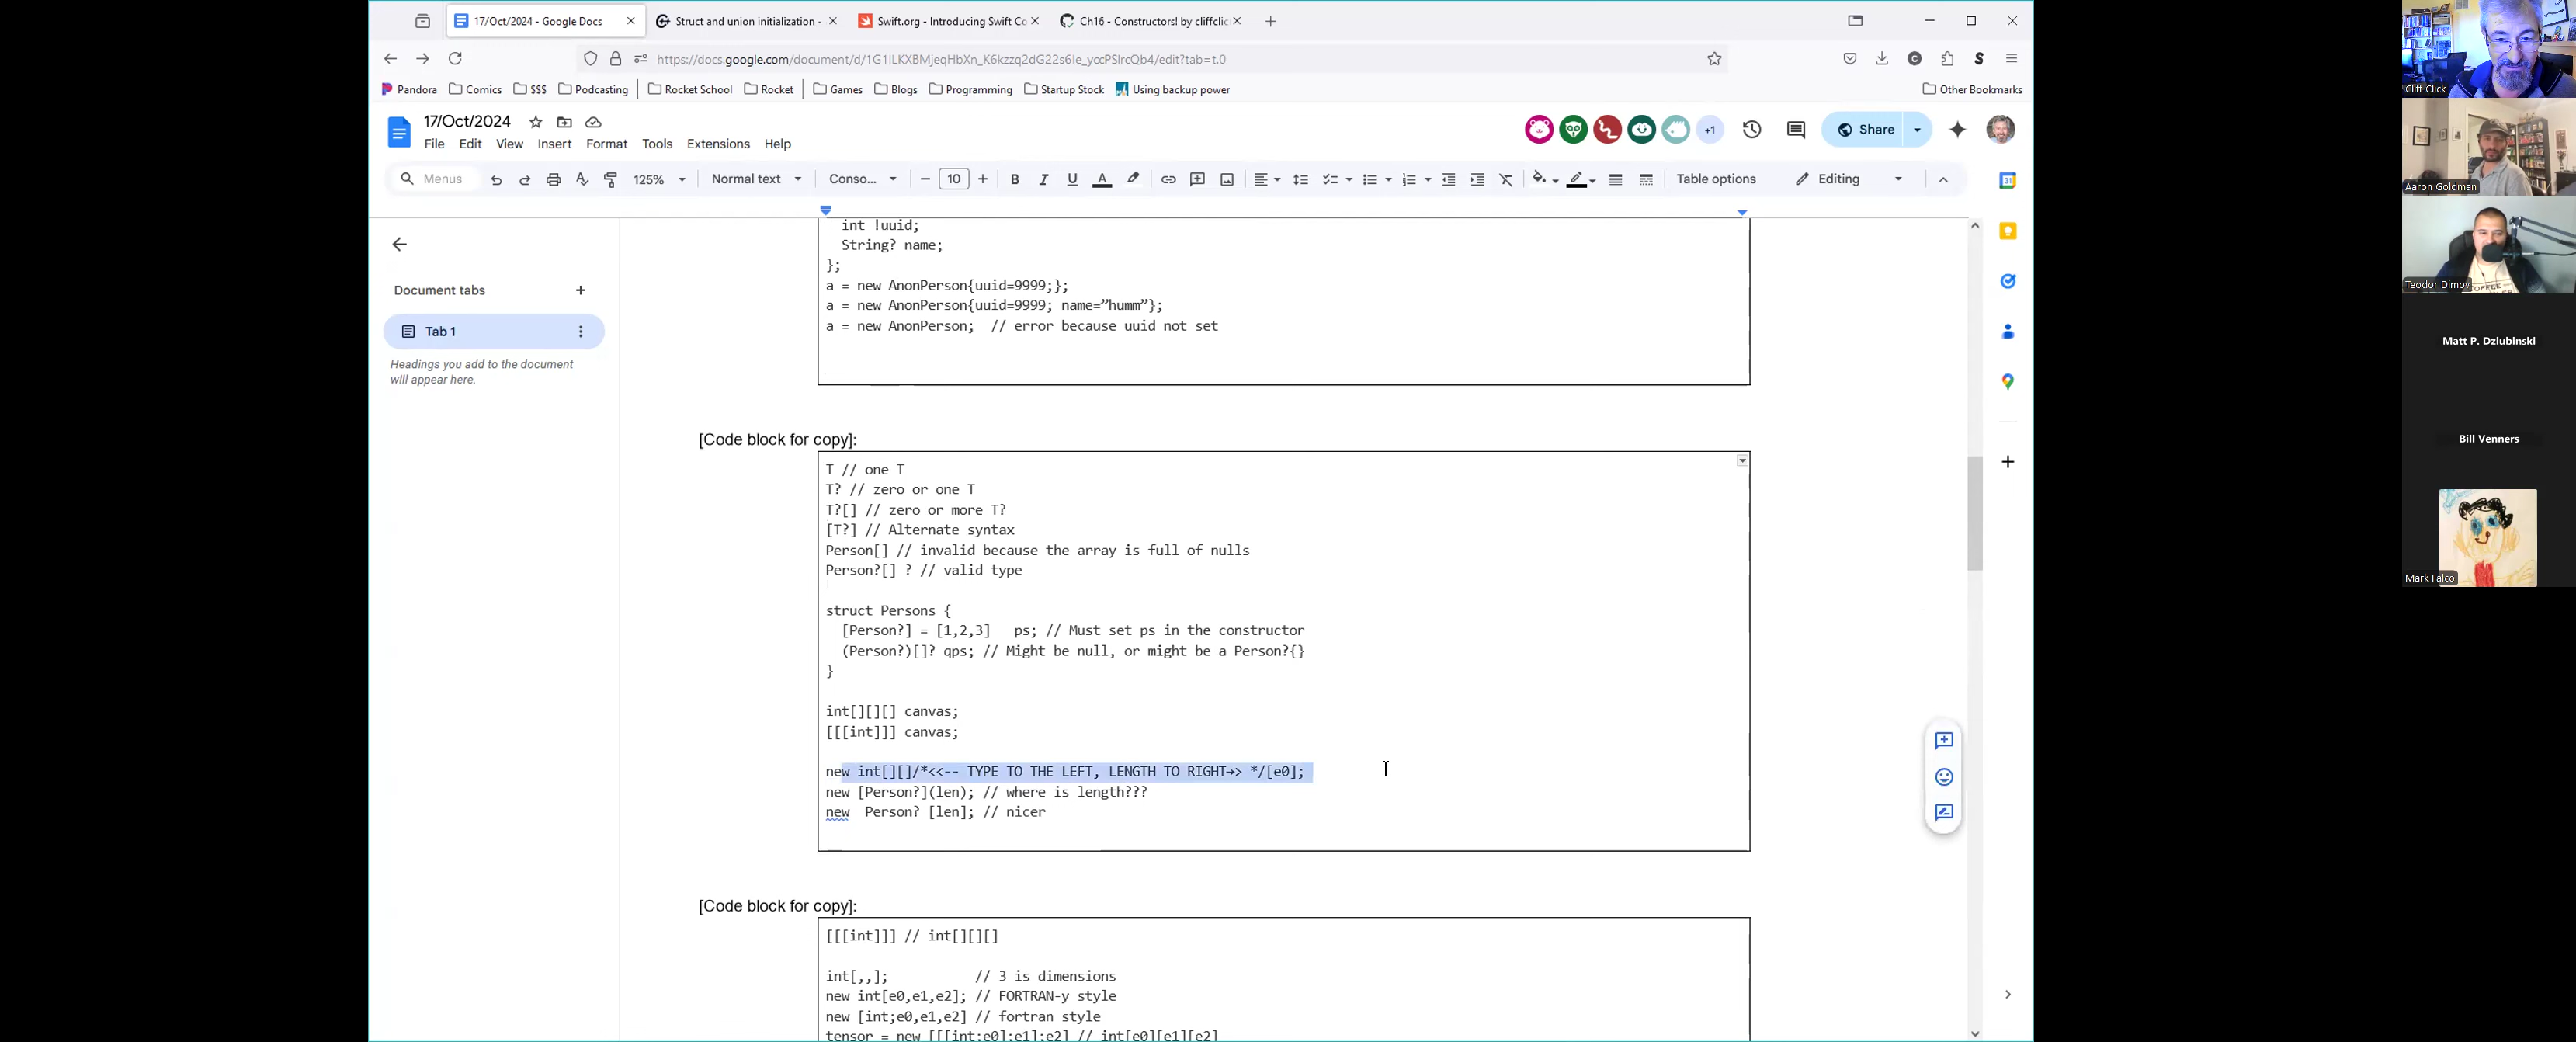 17/Oct/2024 - Google Docs
Struct and union initialization -
Swift.org - Introducing Swift Co
Ch16 - Constructors! by cliffclic
https://docs.google.com/document/d/1G1ILKXBMjeqHbXn_K6kzzq2dG22s6Ie_yccPSlrcQb4/edit?tab=t.0
Pandora Comics $$$ Podcasting Rocket School Rocket Games Blogs Programming Startup Stock Using backup power Other Bookmarks
17/Oct/2024
+1
Share
File Edit View Insert Format Tools Extensions Help
Menus 125% Normal text Conso... 10 Table options Editing
Document tabs
Tab 1
Headings you add to the document
will appear here.
int !uuid;
String? name;
};
a = new AnonPerson{uuid=9999;};
a = new AnonPerson{uuid=9999; name=”humm”};
a = new AnonPerson; // error because uuid not set
[Code block for copy]:
T // one T
T? // zero or one T
T?[] // zero or more T?
[T?] // Alternate syntax
Person[] // invalid because the array is full of nulls
Person?[] ? // valid type
struct Persons {
[Person?] = [1,2,3] ps; // Must set ps in the constructor
(Person?)[]? qps; // Might be null, or might be a Person?{}
}
int[][][] canvas;
[[[int]]] canvas;
new int[][]/*<<-- TYPE TO THE LEFT, LENGTH TO RIGHT→> */[e0];
new [Person?](len); // where is length???
new Person? [len]; // nicer
[Code block for copy]:
[[[int]]] // int[][][]
int[,,]; // 3 is dimensions
new int[e0,e1,e2]; // FORTRAN-y style
new [int;e0,e1,e2] // fortran style
tensor = new [[[int;e0];e1];e2] // int[e0][e1][e2]
Cliff Click
Aaron Goldman
Teodor Dimov
Matt P. Dziubinski
Bill Venners
Mark Falco